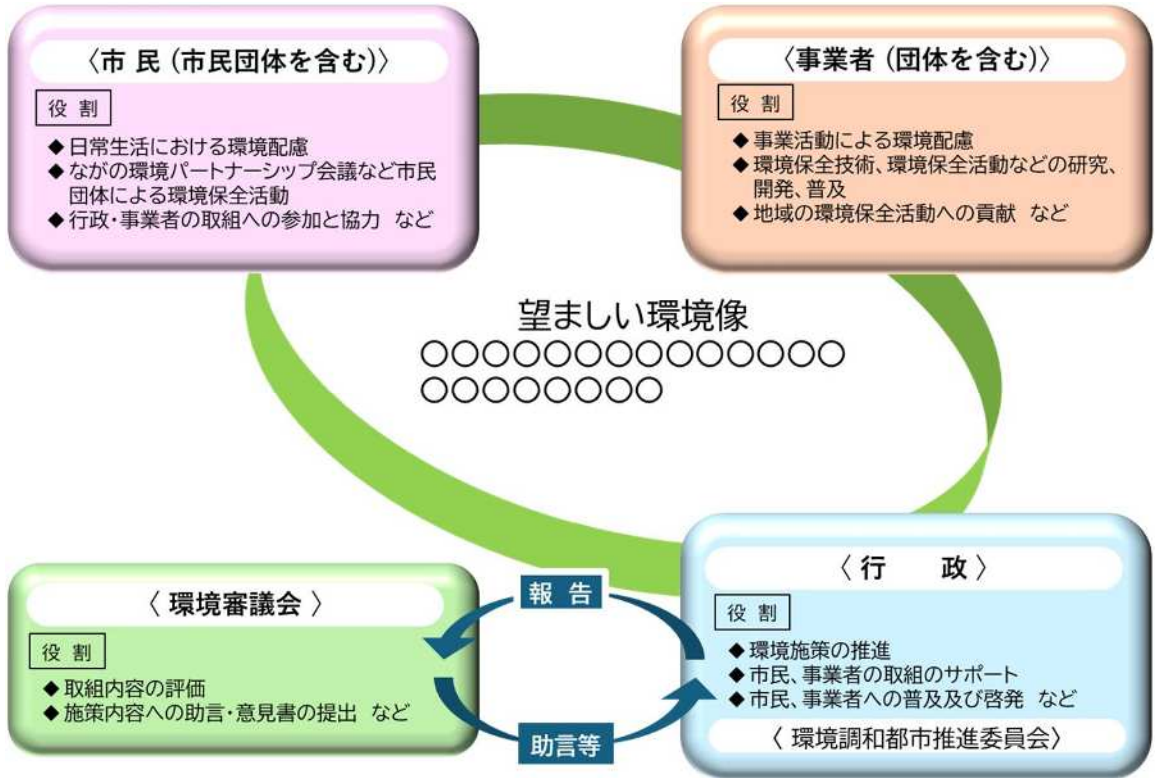 〈市 民 (市民団体を含む)〉
役 割
◆日常生活における環境配慮
◆ながの環境パートナーシップ会議など市民
団体による環境保全活動
◆行政・事業者の取組への参加と協力 など
〈事業者 (団体を含む)〉
役 割
◆事業活動による環境配慮
◆環境保全技術、環境保全活動などの研究、
開発、普及
◆地域の環境保全活動への貢献 など
望ましい環境像
○○○○○○○○○○○○○○
○○○○○○○○
〈 環境審議会 〉
役 割
◆取組内容の評価
◆施策内容への助言・意見書の提出 など
報 告
助言等
〈 行 政 〉
役 割
◆環境施策の推進
◆市民、事業者の取組のサポート
◆市民、事業者への普及及び啓発 など
〈 環境調和都市推進委員会〉